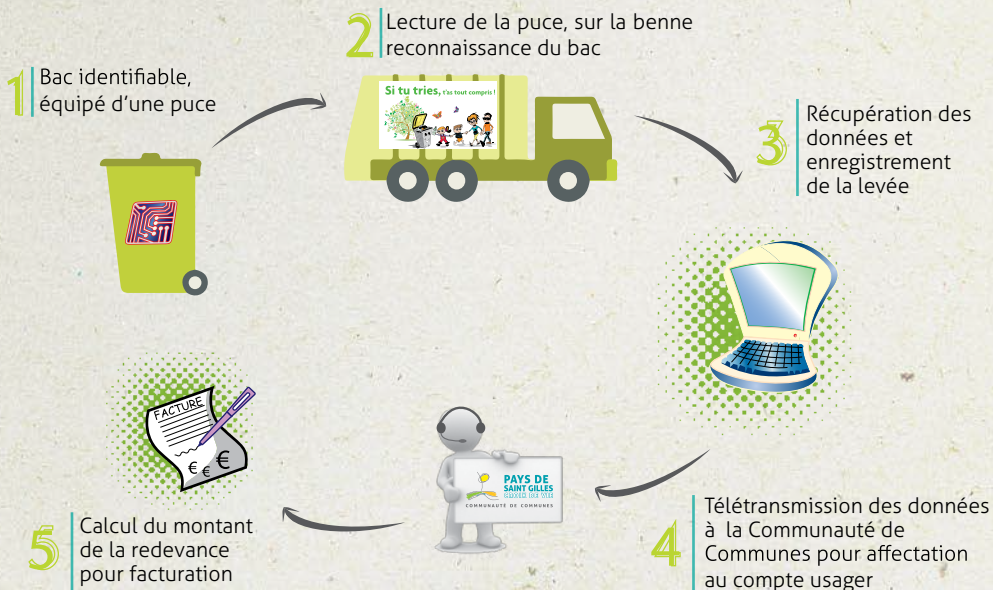 1
Bac identifiable,
équipé d'une puce
2
Lecture de la puce, sur la benne
reconnaissance du bac
Si tu tries, t'as tout compris !
3
Récupération des
données et
enregistrement
de la levée
4
Télétransmission des données
à la Communauté de
Communes pour affectation
au compte usager
PAYS DE
SAINT GILLES
CROIX DE VIE
COMMUNAUTÉ DE COMMUNES
5
Calcul du montant
de la redevance
pour facturation
FACTURE
€ € €